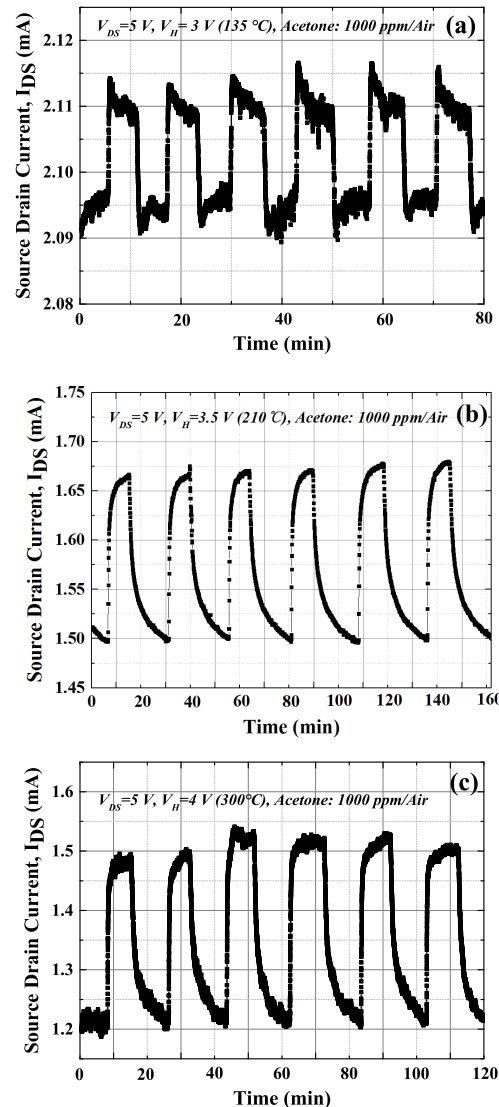 V_DS=5 V, V_H= 3 V (135 °C), Acetone: 1000 ppm/Air
(a)
Source Drain Current, I_DS (mA)
2.12
2.11
2.10
2.09
2.08
0 20 40 60 80
Time (min)
V_DS=5 V, V_H=3.5 V (210℃), Acetone: 1000 ppm/Air
(b)
Source Drain Current, I_DS (mA)
1.75
1.70
1.65
1.60
1.55
1.50
1.45
0 20 40 60 80 100 120 140 160
Time (min)
V_DS=5 V, V_H=4 V (300°C), Acetone: 1000 ppm/Air
(c)
Source Drain Current, I_DS (mA)
1.6
1.5
1.4
1.3
1.2
0 20 40 60 80 100 120
Time (min)